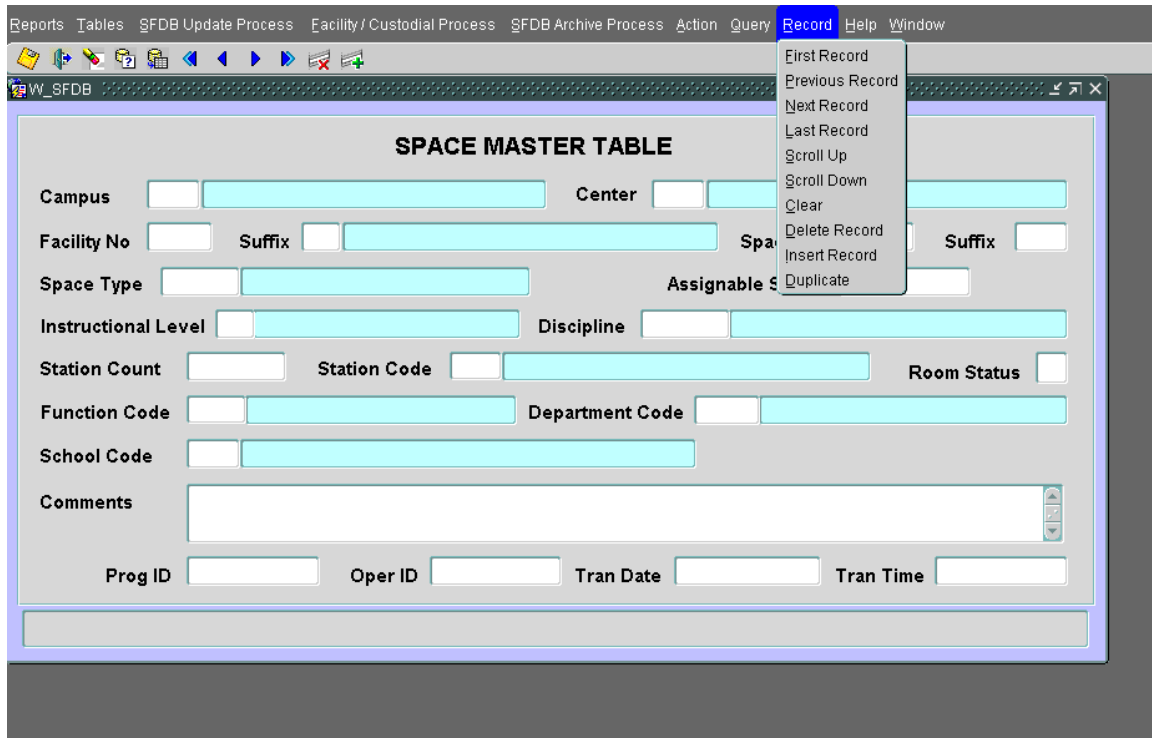 Reports Tables SFDB Update Process Facility / Custodial Process SFDB Archive Process Action Query Record Help Window
First Record
Previous Record
Next Record
Last Record
Scroll Up
Scroll Down
Clear
Delete Record
Insert Record
Duplicate
W_SFDB
SPACE MASTER TABLE
Campus Center
Facility No Suffix Spa Suffix
Space Type Assignable S
Instructional Level Discipline
Station Count Station Code Room Status
Function Code Department Code
School Code
Comments
Prog ID Oper ID Tran Date Tran Time